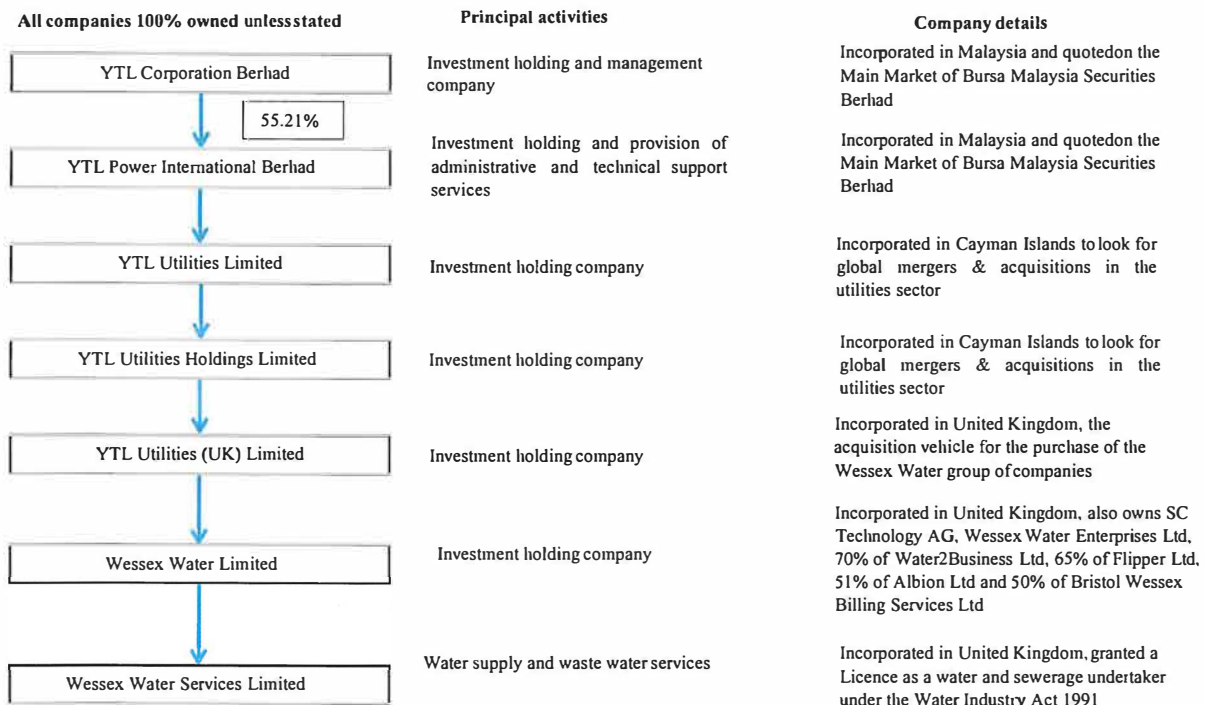 All companies 100% owned unless stated
Principal activities
Company details
YTL Corporation Berhad
Investment holding and management
company
Incorporated in Malaysia and quotedon the
Main Market of Bursa Malaysia Securities
Berhad
55.21%
YTL Power International Berhad
Investment holding and provision of
administrative and technical support
services
Incorporated in Malaysia and quotedon the
Main Market of Bursa Malaysia Securities
Berhad
YTL Utilities Limited
Investment holding company
Incorporated in Cayman Islands to look for
global mergers & acquisitions in the
utilities sector
YTL Utilities Holdings Limited
Investment holding company
Incorporated in Cayman Islands to look for
global mergers & acquisitions in the
utilities sector
YTL Utilities (UK) Limited
Investment holding company
Incorporated in United Kingdom, the
acquisition vehicle for the purchase of the
Wessex Water group of companies
Wessex Water Limited
Investment holding company
Incorporated in United Kingdom, also owns SC
Technology AG, Wessex Water Enterprises Ltd,
70% of Water2Business Ltd, 65% of Flipper Ltd,
51% of Albion Ltd and 50% of Bristol Wessex
Billing Services Ltd
Wessex Water Services Limited
Water supply and waste water services
Incorporated in United Kingdom, granted a
Licence as a water and sewerage undertaker
under the Water Industry Act 1991